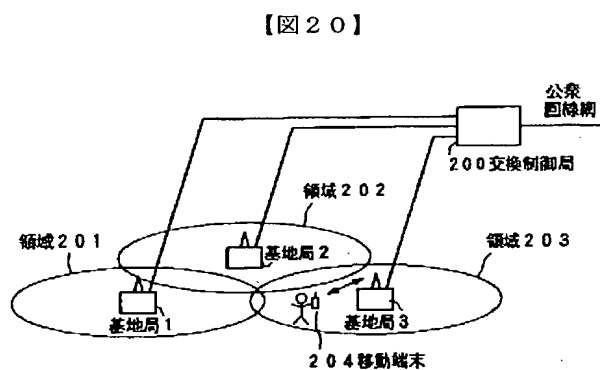 【図２０】
公衆
回線網
２００交換制御局
領域２０２
領域２０１
基地局２
領域２０３
基地局１
基地局３
２０４移動端末